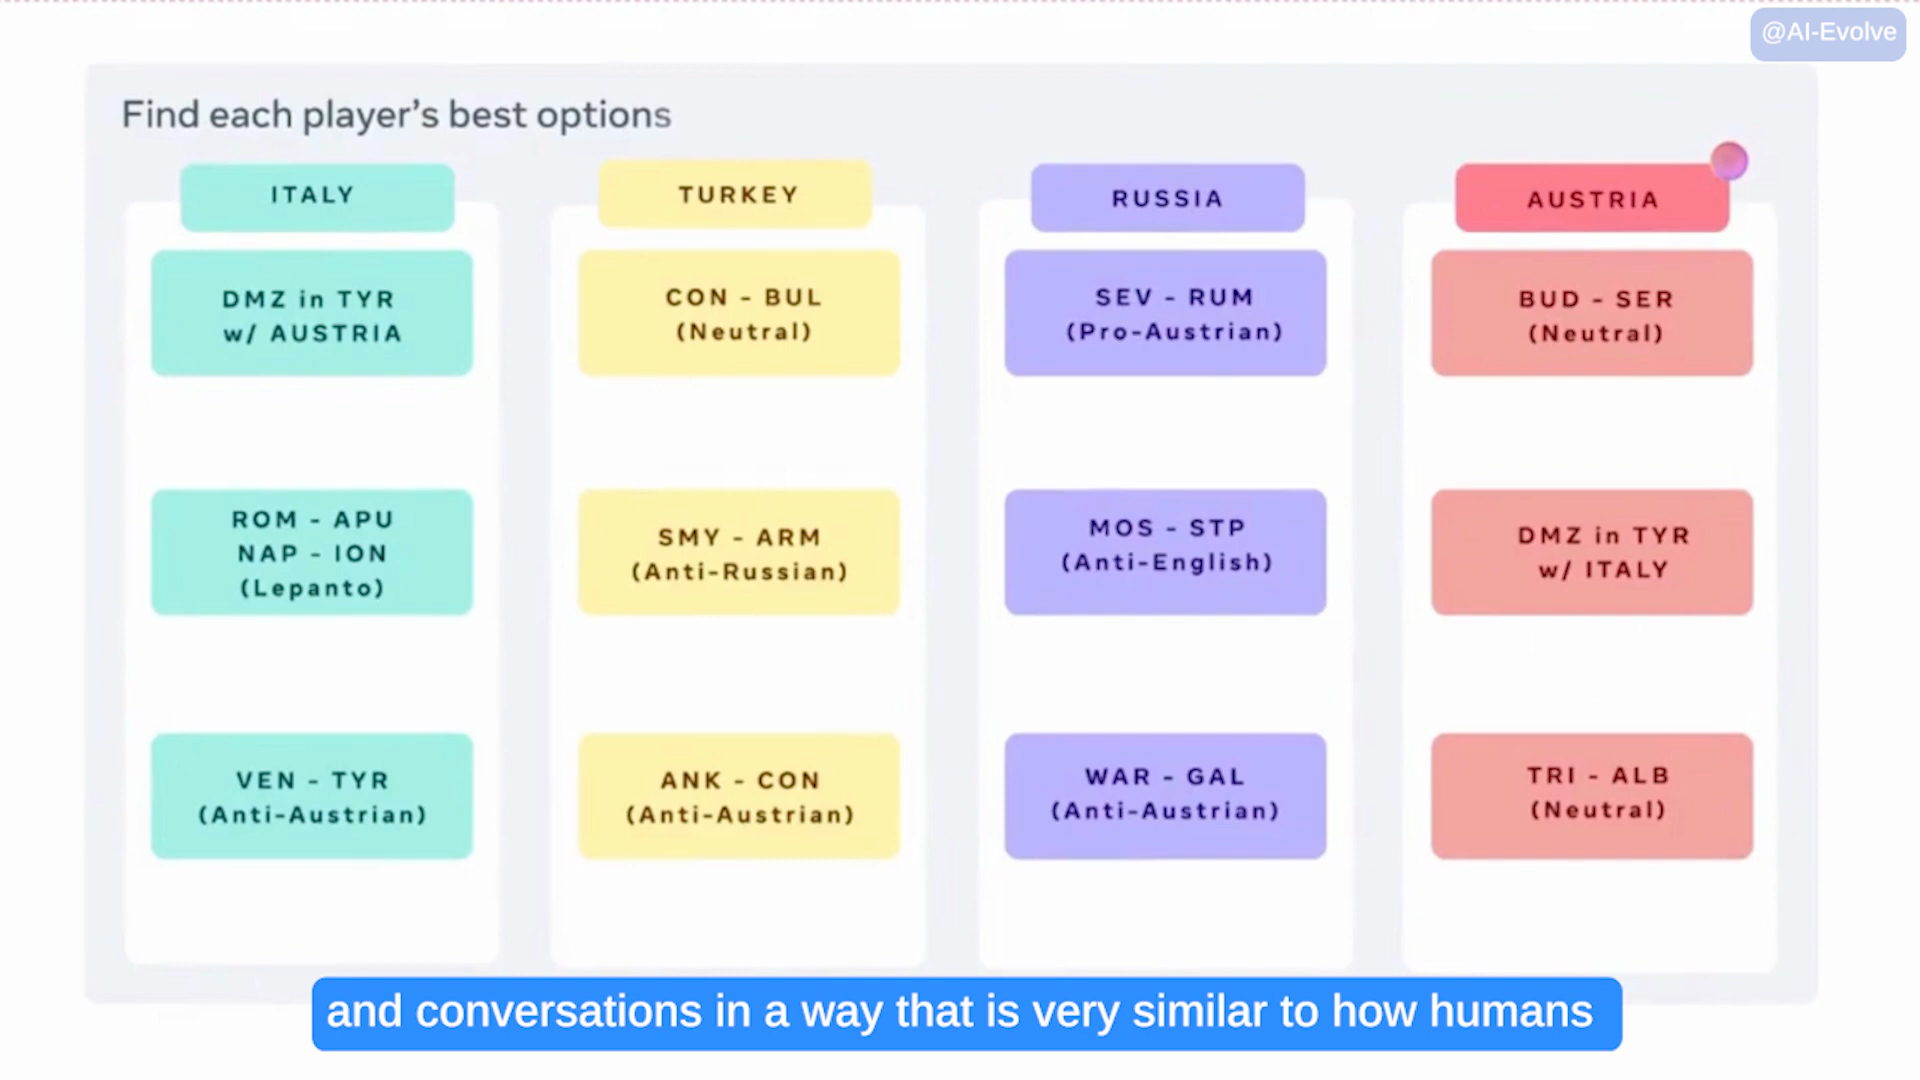 @AI-Evolve
Find each player's best options
ITALY
DMZ in TYR
w/ AUSTRIA
ROM - APU
NAP - ION
(Lepanto)
VEN - TYR
(Anti-Austrian)
TURKEY
CON - BUL
(Neutral)
SMY - ARM
(Anti-Russian)
ANK - CON
(Anti-Austrian)
RUSSIA
SEV - RUM
(Pro-Austrian)
MOS - STP
(Anti-English)
WAR - GAL
(Anti-Austrian)
AUSTRIA
BUD - SER
(Neutral)
DMZ in TYR
w/ ITALY
TRI - ALB
(Neutral)
and conversations in a way that is very similar to how humans